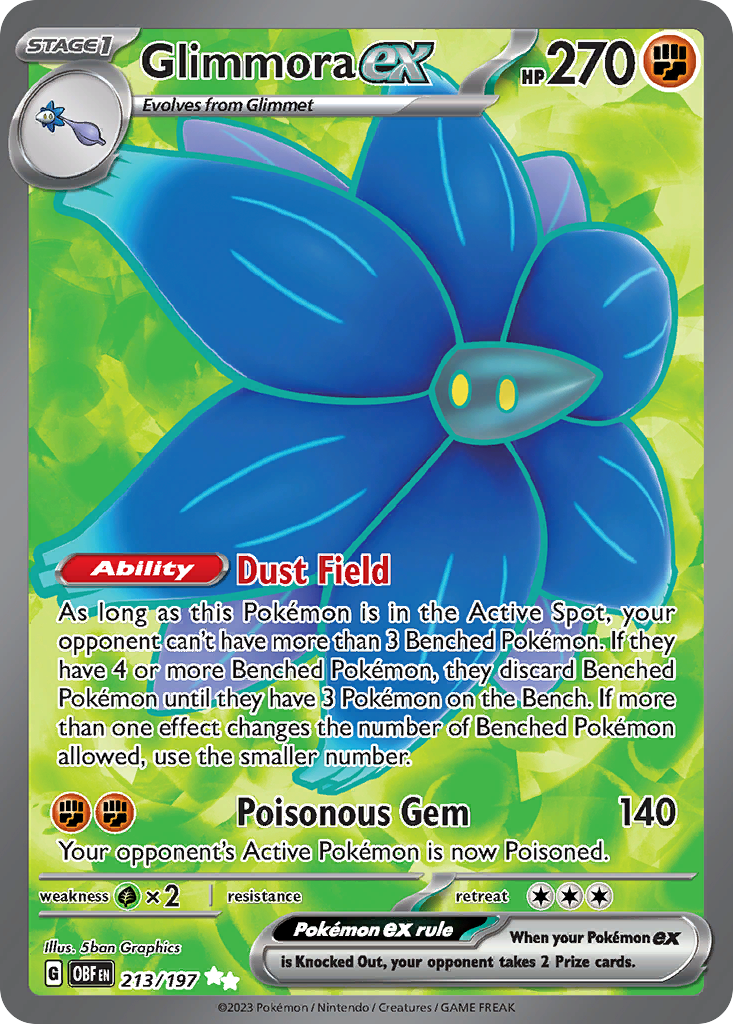 STAGE1
Glimmora ex
HP 270
Evolves from Glimmet
Ability Dust Field
As long as this Pokémon is in the Active Spot, your
opponent can't have more than 3 Benched Pokémon. If they
have 4 or more Benched Pokémon, they discard Benched
Pokémon until they have 3 Pokémon on the Bench. If more
than one effect changes the number of Benched Pokémon
allowed, use the smaller number.
Poisonous Gem 140
Your opponent's Active Pokémon is now Poisoned.
weakness ×2 resistance retreat
Pokémon ex rule
When your Pokémon ex
is Knocked Out, your opponent takes 2 Prize cards.
Illus. 5ban Graphics
G OBF EN 213/197
©2023 Pokémon / Nintendo / Creatures / GAME FREAK